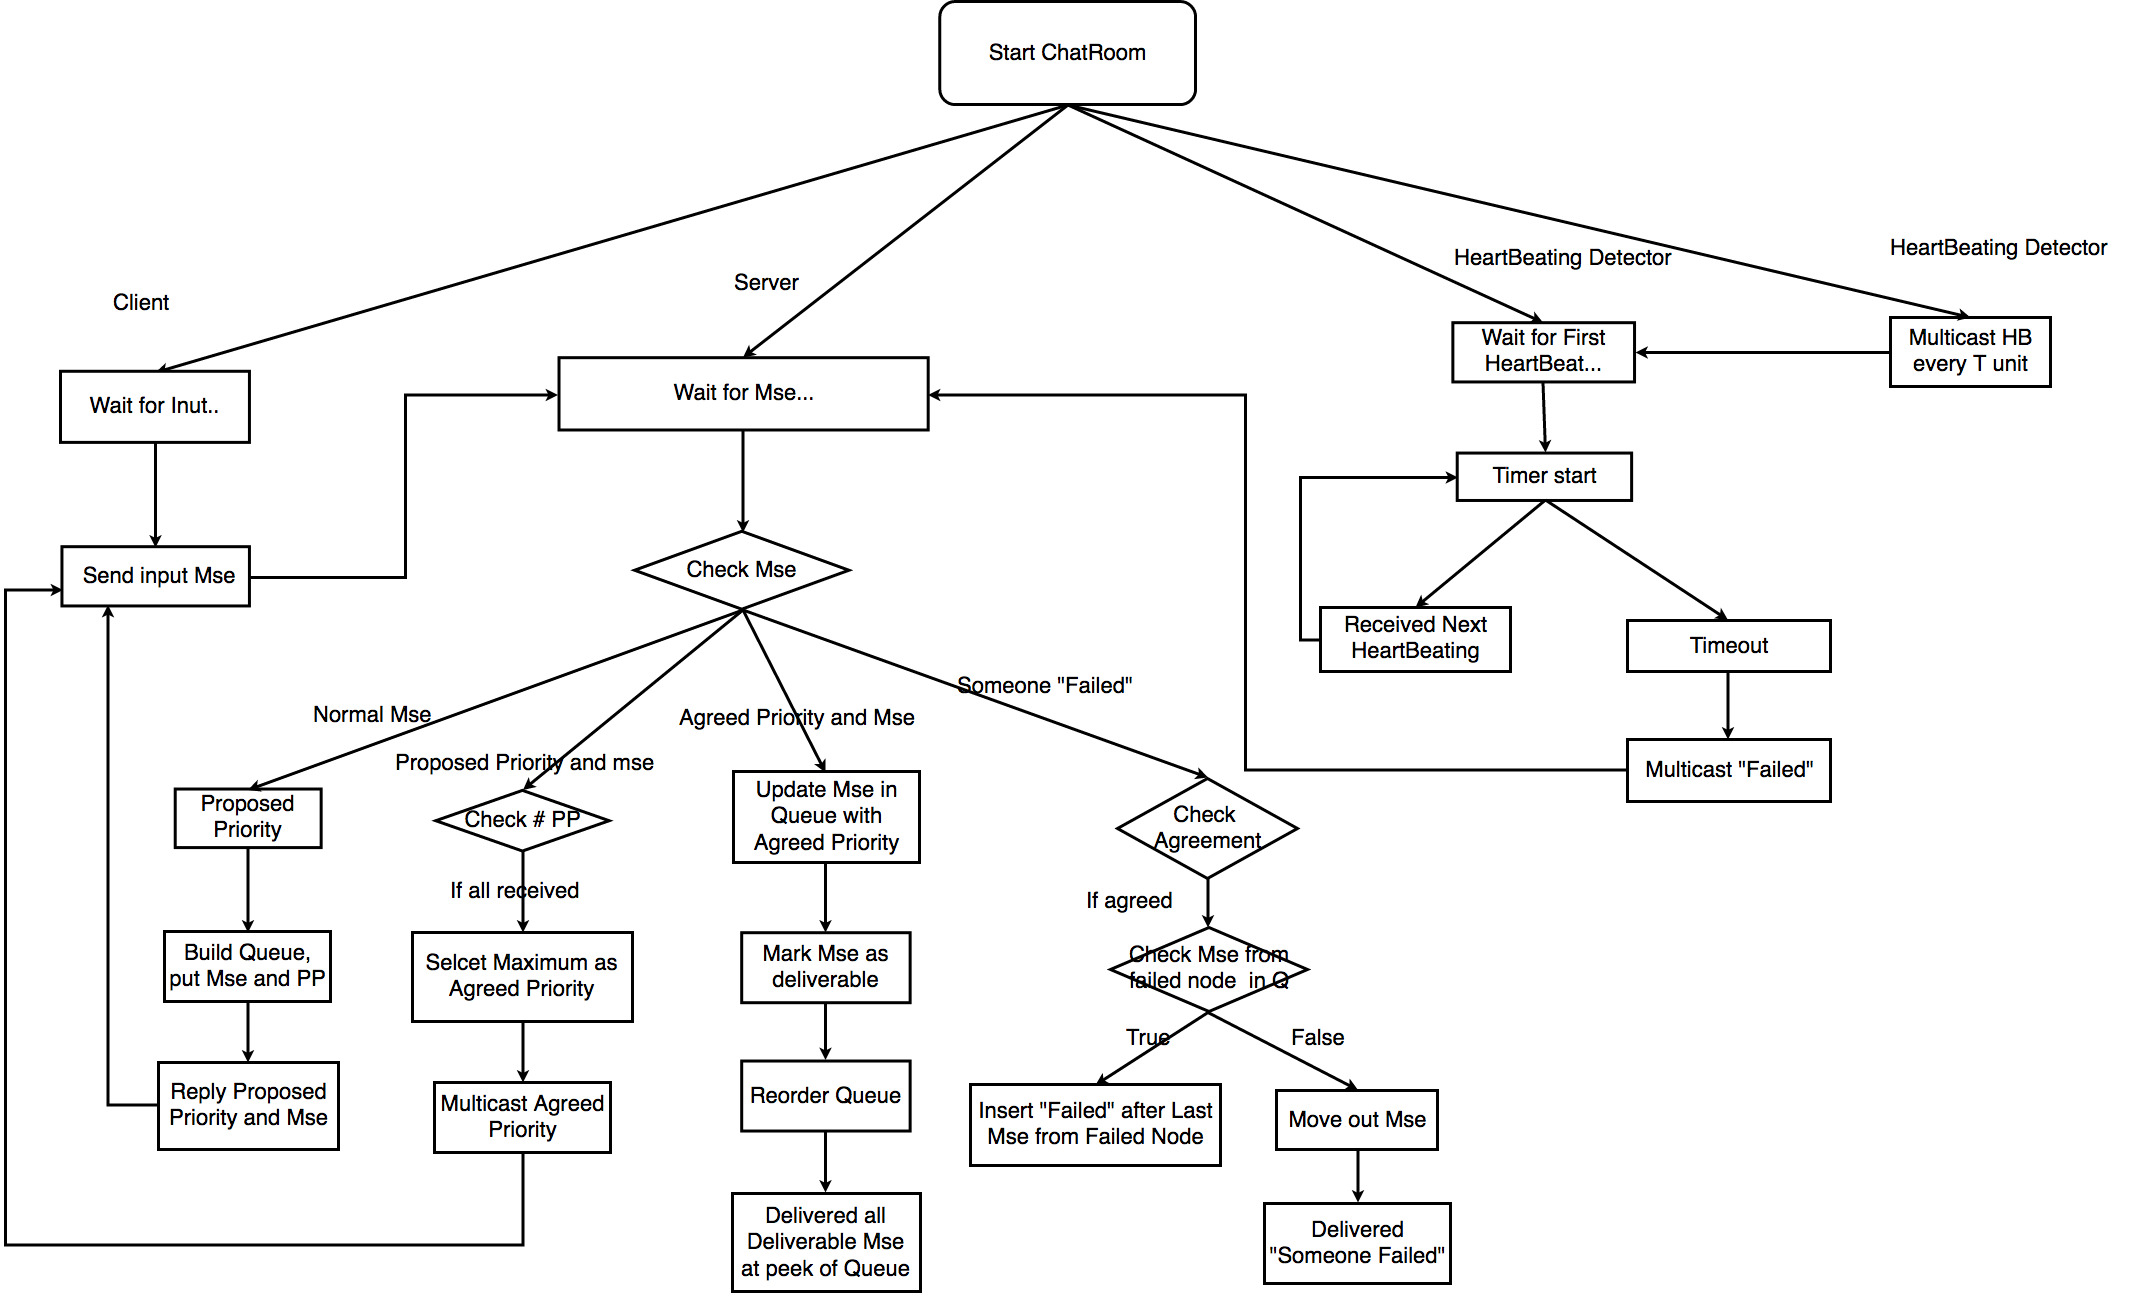 Start ChatRoom
HeartBeating Detector
HeartBeating Detector
Server
Client
Wait for First
HeartBeat...
Multicast HB
every T unit
Wait for Mse...
Wait for Inut..
Timer start
Check Mse
Send input Mse
Received Next
HeartBeating
Timeout
Someone "Failed"
Normal Mse
Agreed Priority and Mse
Proposed Priority and mse
Multicast "Failed"
Proposed
Priority
Check # PP
Update Mse in
Queue with
Agreed Priority
Check
Agreement
If all received
If agreed
Build Queue,
put Mse and PP
Selcet Maximum as
Agreed Priority
Mark Mse as
deliverable
Check Mse from
failed node  in Q
True
False
Reply Proposed
Priority and Mse
Multicast Agreed
Priority
Reorder Queue
Insert "Failed" after Last
Mse from Failed Node
Move out Mse
Delivered all
Deliverable Mse
at peek of Queue
Delivered
"Someone Failed"